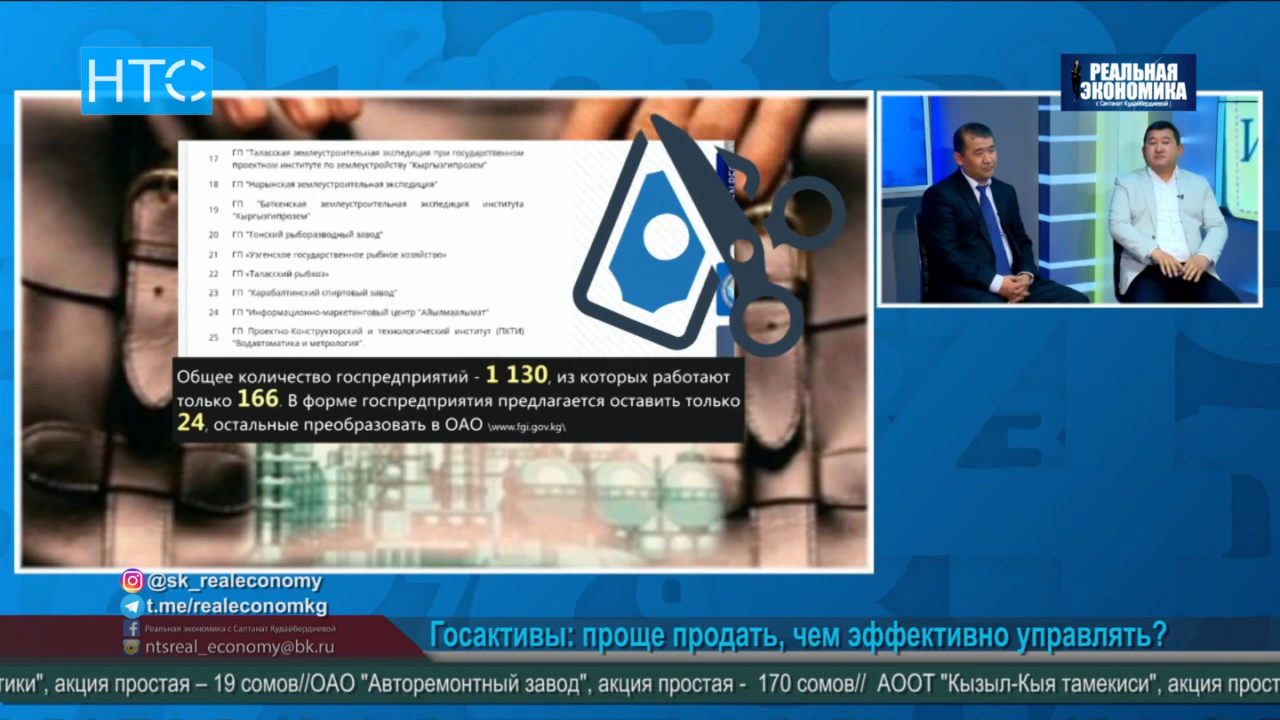 НТС
РЕАЛЬНАЯ
ЭКОНОМИКА
с Салтанат Кудайбердиевой
17 ГП "Таласская землеустроительная экспедиция при государственном
проектном институте по землеустройству "Кыргызгипрозем"
18 ГП "Нарынская землеустроительная экспедиция"
19 ГП "Баткенская землеустроительная экспедиция института
"Кыргызгипрозем"
20 ГП "Тонский рыборазводный завод"
21 ГП «Узгенское государственное рыбное хозяйство»
22 ГП «Таласский рыбхоз»
23 ГП "Карабалтинский спиртовый завод"
24 ГП "Информационно-маркетинговый центр "Айылмаалымат"
25 ГП Проектно-Конструкторский и технологический институт (ПКТИ)
"Водавтоматика и метрология".
Общее количество госпредприятий - 1 130, из которых работают
только 166. В форме госпредприятия предлагается оставить только
24, остальные преобразовать в ОАО \www.fgi.gov.kg\
@sk_realeconomy
t.me/realeconomkg
Реальная экономика с Салтанат Кудайбердиевой
ntsreal_economy@bk.ru
Госактивы: проще продать, чем эффективно управлять?
тики", акция простая – 19 сомов//ОАО "Авторемонтный завод", акция простая - 170 сомов// АООТ "Кызыл-Кыя тамекиси", акция прост